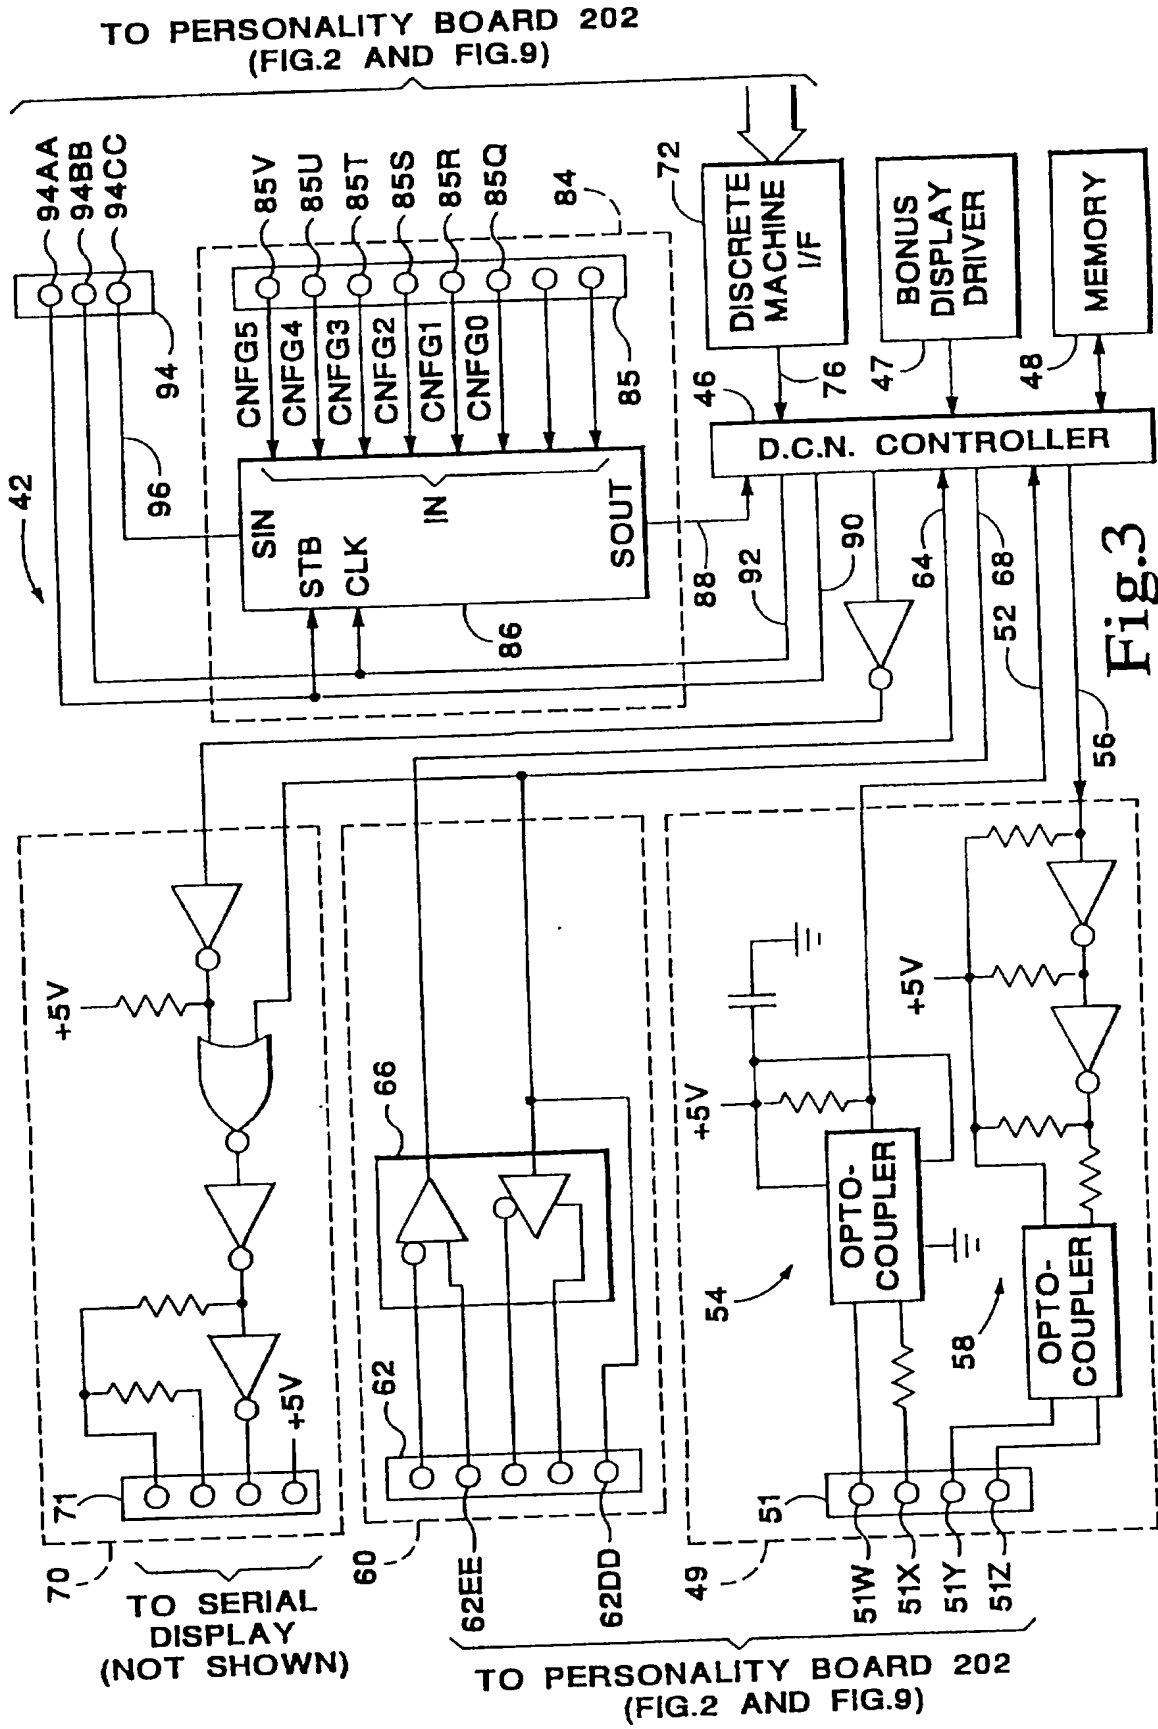 TO PERSONALITY BOARD 202
(FIG.2 AND FIG.9)
42
94AA
94BB
94CC
94
96
85V
85U
85T
85S
85R
85Q
84
CNFG5
CNFG4
CNFG3
CNFG2
CNFG1
CNFG0
85
SIN
STB
CLK
IN
SOUT
86
88
92
90
72
DISCRETE
MACHINE
I/F
76
46
47
BONUS
DISPLAY
DRIVER
48
MEMORY
D.C.N. CONTROLLER
64
68
52
56
Fig.3
+5V
+5V
71
70
TO SERIAL
DISPLAY
(NOT SHOWN)
66
62
60
62EE
62DD
+5V
+5V
OPTO-
COUPLER
54
OPTO-
COUPLER
58
51
49
51W
51X
51Y
51Z
TO PERSONALITY BOARD 202
(FIG.2 AND FIG.9)